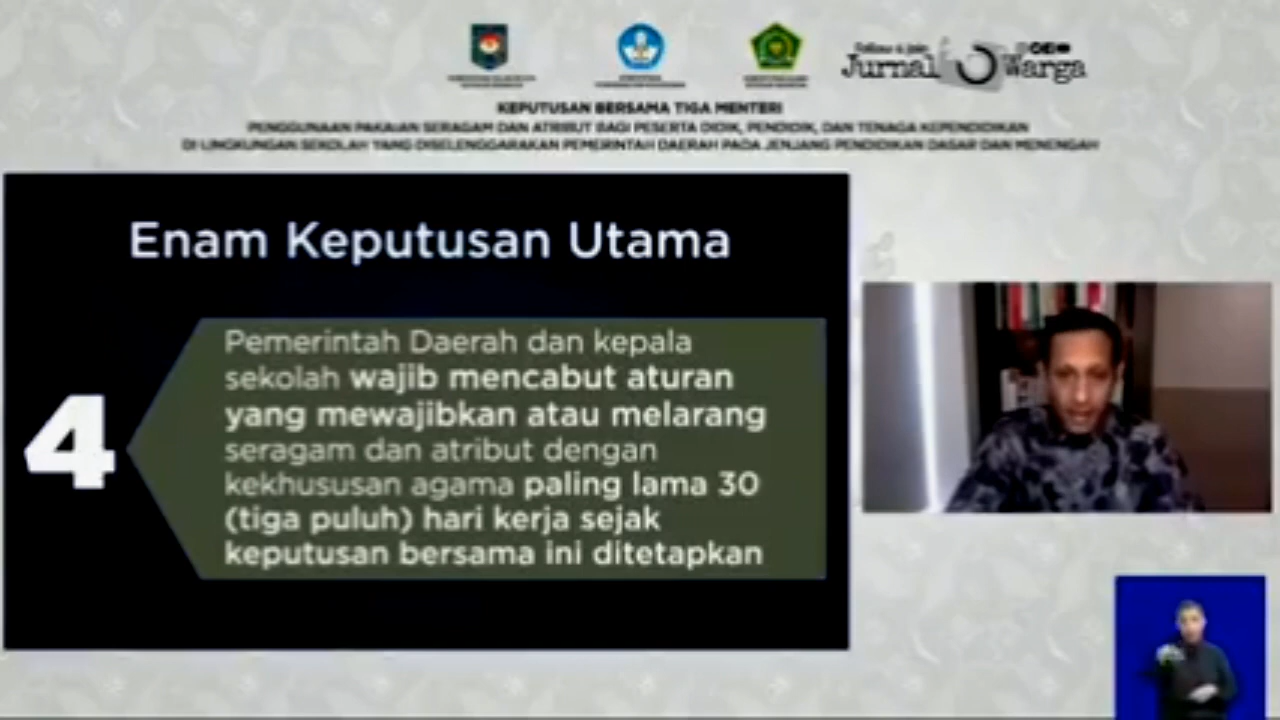 Follow & Join
Jurnal Warga
KEPUTUSAN BERSAMA TIGA MENTERI
PENGGUNAAN PAKAIAN SERAGAM DAN ATRIBUT BAGI PESERTA DIDIK, PENDIDIK, DAN TENAGA KEPENDIDIKAN
DI LINGKUNGAN SEKOLAH YANG DISELENGGARAKAN PEMERINTAH DAERAH PADA JENJANG PENDIDIKAN DASAR DAN MENENGAH
Enam Keputusan Utama
4
Pemerintah Daerah dan kepala
sekolah wajib mencabut aturan
yang mewajibkan atau melarang
seragam dan atribut dengan
kekhususan agama paling lama 30
(tiga puluh) hari kerja sejak
keputusan bersama ini ditetapkan